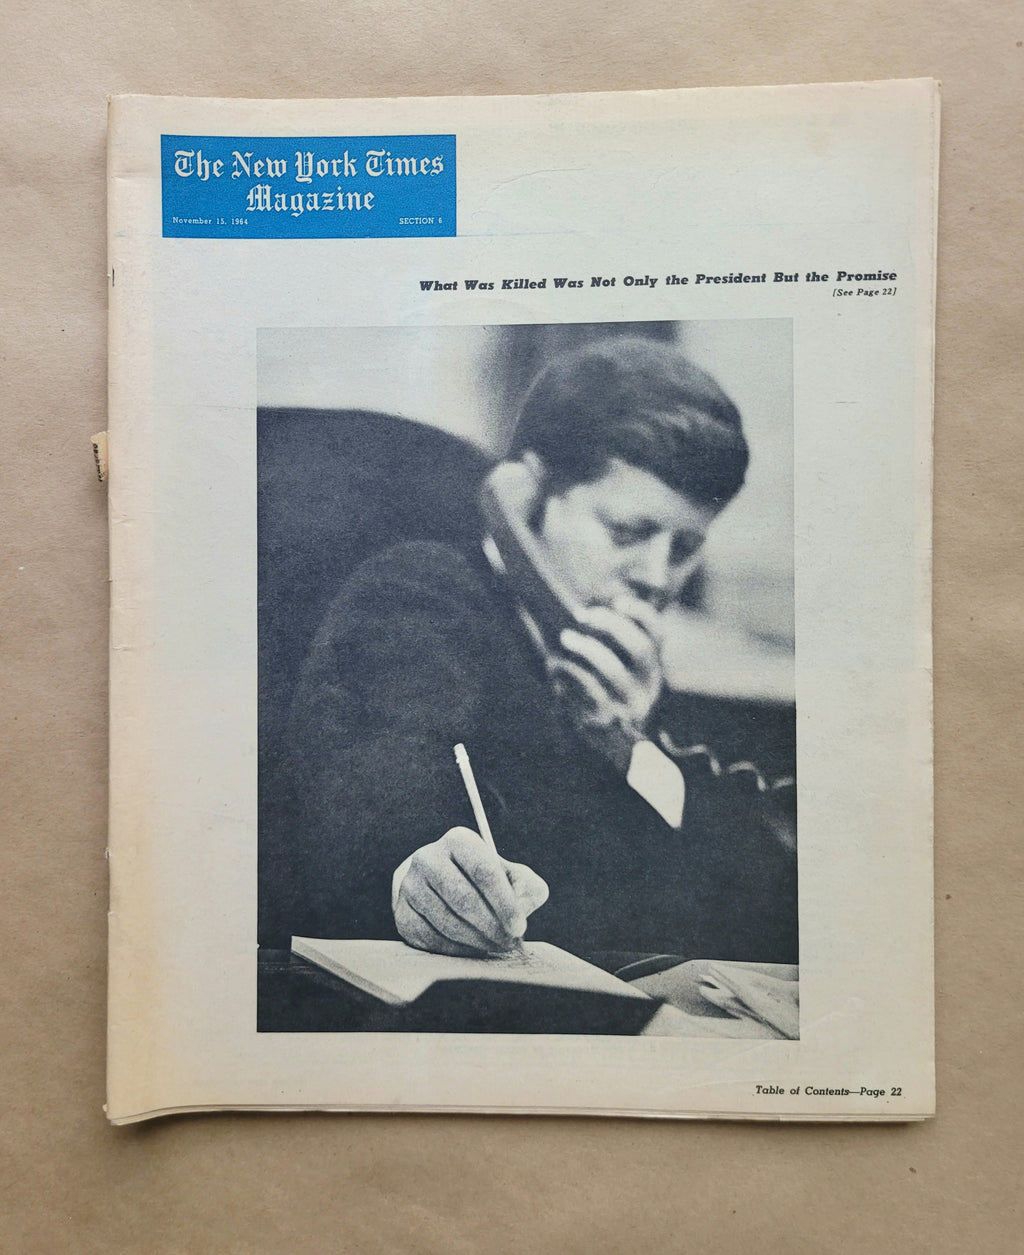 The New York Times
Magazine
November 15, 1964 SECTION 6
What Was Killed Was Not Only the President But the Promise
[See Page 22]
Table of Contents—Page 22